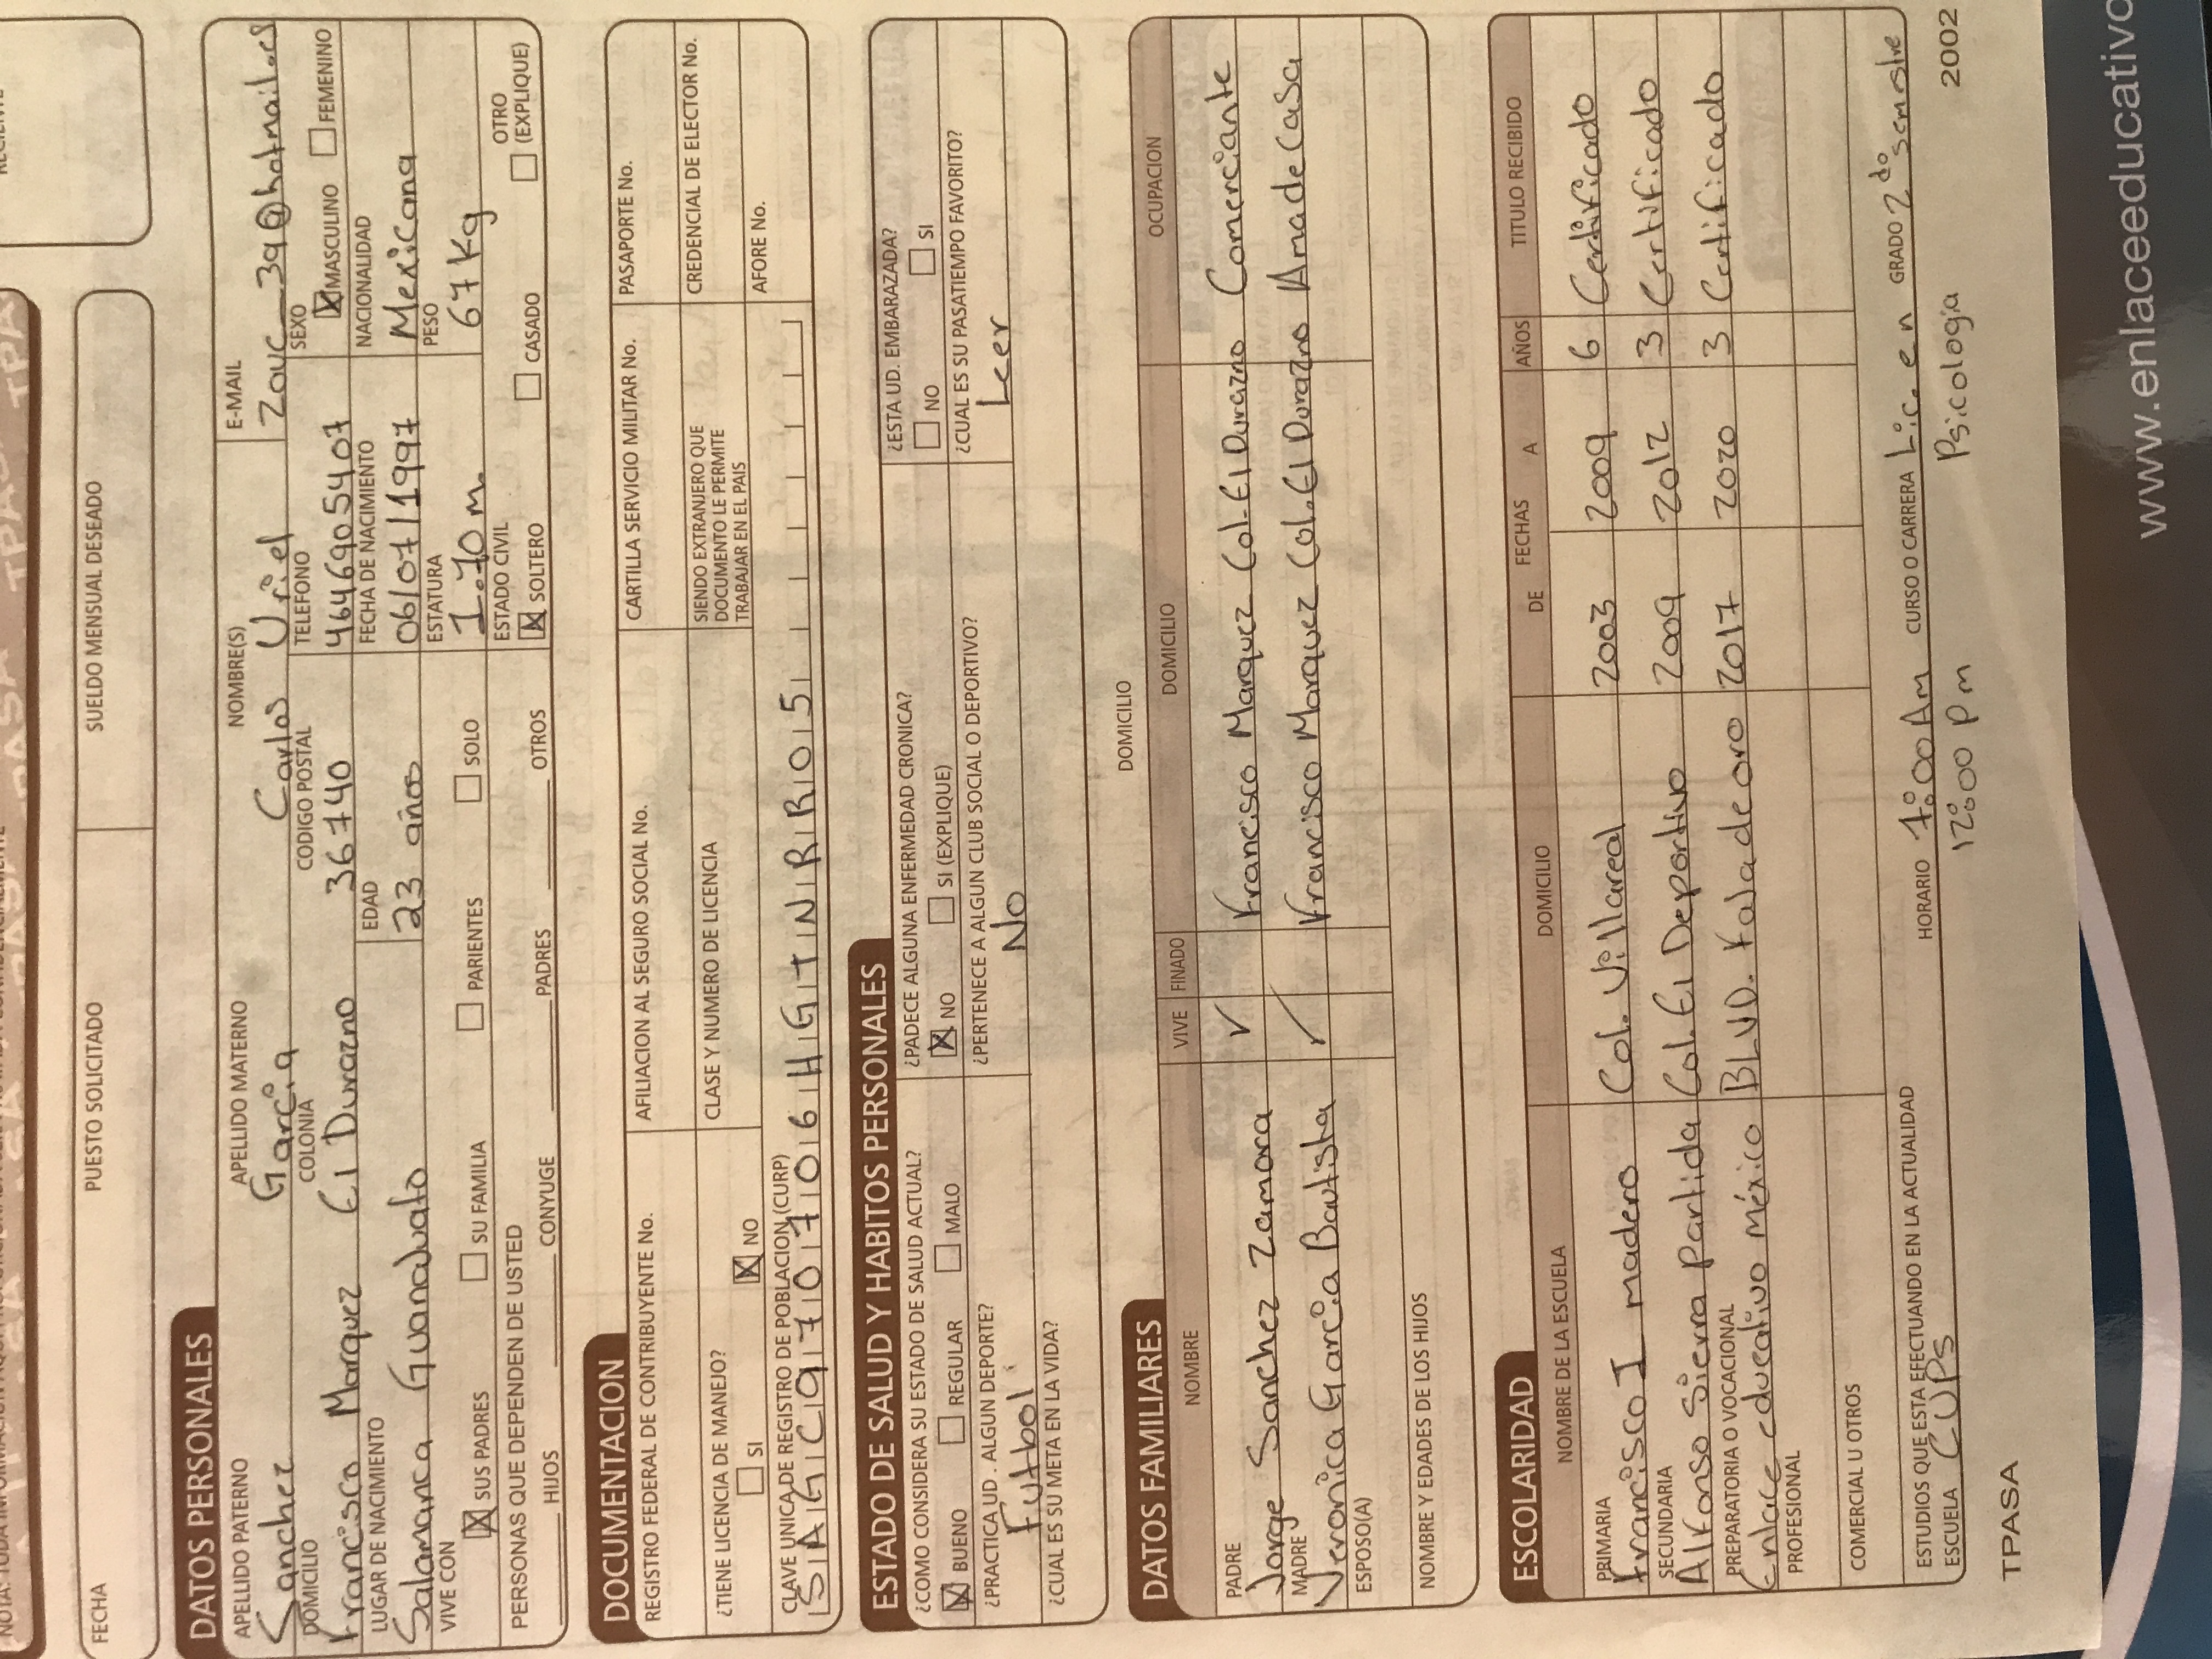 NOTA: TODA INFORMACION AQUI PROPORCIONADA SERA TRATADA CONFIDENCIALMENTE
TPASA TPASA TPASA TPASA TPA
RECIENTE
FECHA PUESTO SOLICITADO SUELDO MENSUAL DESEADO
DATOS PERSONALES
APELLIDO PATERNO APELLIDO MATERNO NOMBRE(S) E-MAIL
Sanchez Garcia Carlos Uriel zoyc_39@hotmail.es
DOMICILIO COLONIA CODIGO POSTAL TELEFONO SEXO
Francisco Marquez El Durazno 36740 4646905407 X MASCULINO FEMENINO
LUGAR DE NACIMIENTO EDAD FECHA DE NACIMIENTO NACIONALIDAD
Salamanca Guanajuato 23 años 06/07/1997 Mexicana
VIVE CON ESTATURA PESO
X SUS PADRES SU FAMILIA PARIENTES SOLO 1.70 m. 67 Kg
PERSONAS QUE DEPENDEN DE USTED ESTADO CIVIL OTRO
HIJOS CONYUGE PADRES OTROS X SOLTERO CASADO (EXPLIQUE)
DOCUMENTACION
REGISTRO FEDERAL DE CONTRIBUYENTE No. AFILIACION AL SEGURO SOCIAL No. CARTILLA SERVICIO MILITAR No. PASAPORTE No.
¿TIENE LICENCIA DE MANEJO? CLASE Y NUMERO DE LICENCIA SIENDO EXTRANJERO QUE CREDENCIAL DE ELECTOR No.
DOCUMENTO LE PERMITE
SI X NO TRABAJAR EN EL PAIS
CLAVE UNICA DE REGISTRO DE POBLACION (CURP) AFORE No.
SAGC970706HGTNRR05
ESTADO DE SALUD Y HABITOS PERSONALES
¿COMO CONSIDERA SU ESTADO DE SALUD ACTUAL? ¿PADECE ALGUNA ENFERMEDAD CRONICA? ¿ESTA UD. EMBARAZADA?
X BUENO REGULAR MALO X NO SI (EXPLIQUE) NO SI
¿PRACTICA UD . ALGUN DEPORTE? ¿PERTENECE A ALGUN CLUB SOCIAL O DEPORTIVO? ¿CUAL ES SU PASATIEMPO FAVORITO?
Futbol No Leer
¿CUAL ES SU META EN LA VIDA?
DOMICILIO
DATOS FAMILIARES
NOMBRE VIVE FINADO DOMICILIO OCUPACION
PADRE
Jorge Sanchez Zamora ✓ Francisco Marquez Col. El Durazno Comerciante
MADRE
Veronica Garcia Bautista ✓ Francisco Marquez Col. El Durazno Ama de Casa
ESPOSO(A)
NOMBRE Y EDADES DE LOS HIJOS
ESCOLARIDAD
NOMBRE DE LA ESCUELA DOMICILIO DE FECHAS A AÑOS TITULO RECIBIDO
PRIMARIA
Francisco I madero Col. Villareal 2003 2009 6 Certificado
SECUNDARIA
Alfonso Sierra Partida Col. El Deportivo 2009 2012 3 Certificado
PREPARATORIA O VOCACIONAL
Enlace educativo méxico BLVD. Faja de oro 2017 2020 3 Certificado
PROFESIONAL
COMERCIAL U OTROS
ESTUDIOS QUE ESTA EFECTUANDO EN LA ACTUALIDAD
ESCUELA CUPS HORARIO 7:00 Am CURSO O CARRERA Lic. en GRADO 2do semestre
12:00 Pm Psicologia 2002
TPASA
www.enlaceeducativo